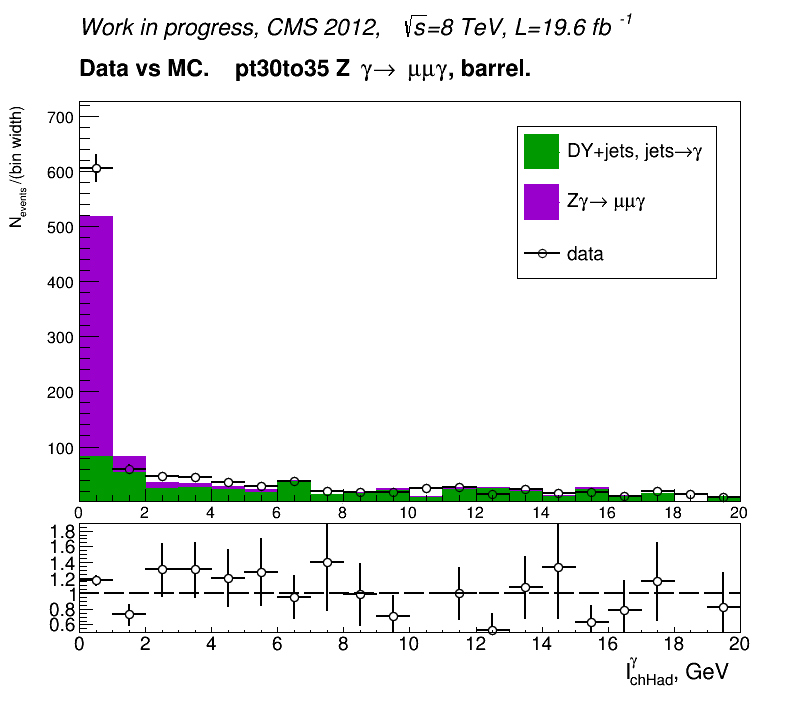 Work in progress, CMS 2012, √s=8 TeV, L=19.6 fb ⁻¹
Data vs MC. pt30to35 Z γ→ μμγ, barrel.
N_events /(bin width)
700
600
500
400
300
200
100
DY+jets, jets→γ
Zγ→ μμγ
data
0 2 4 6 8 10 12 14 16 18 20
1.8
1.6
1.4
1.2
1
0.8
0.6
0 2 4 6 8 10 12 14 16 18 20
I^γ_chHad, GeV